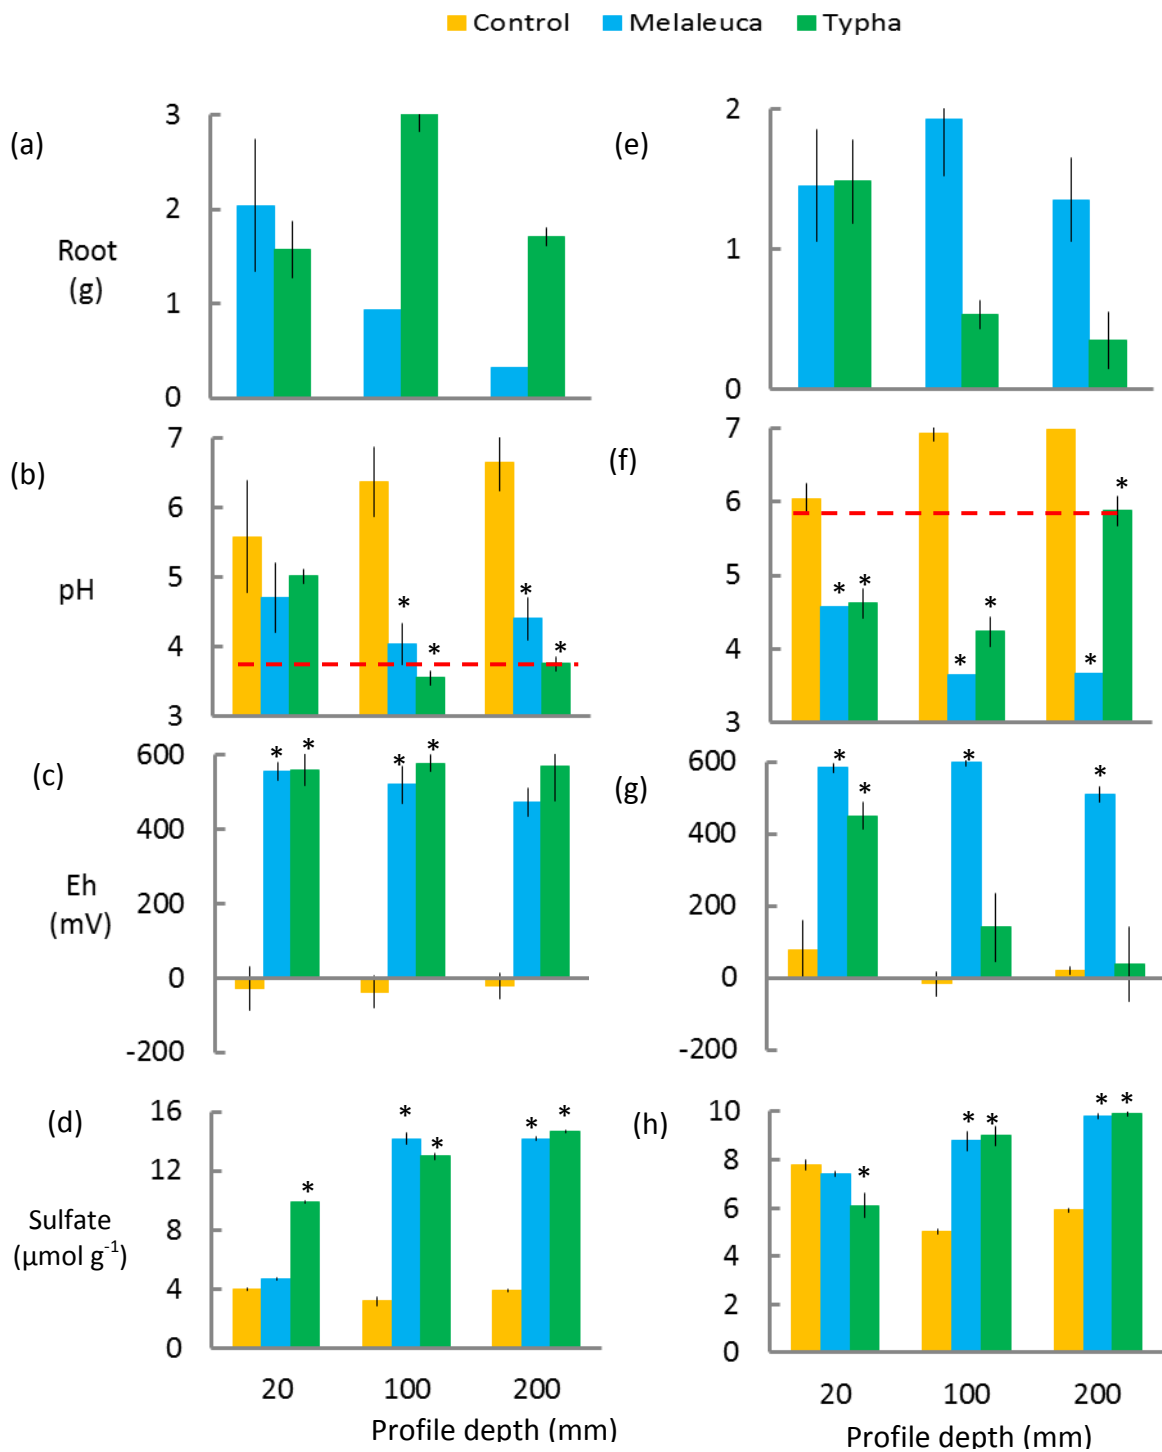 Control Melaleuca Typha
(a)
Root
(g)
3
2
1
0
(e)
2
1
0
(b)
pH
7
6
5
4
3
* *
* *
(f)
7
6
5
4
3
* *
* *
* *
(c)
Eh
(mV)
600
400
200
0
-200
* *
* *
(g)
600
400
200
0
-200
* *
*
*
(d)
Sulfate
(µmol g-1)
16
12
8
4
0
*
* *
* *
(h)
10
8
6
4
2
0
*
* *
* *
20 100 200
Profile depth (mm)
20 100 200
Profile depth (mm)